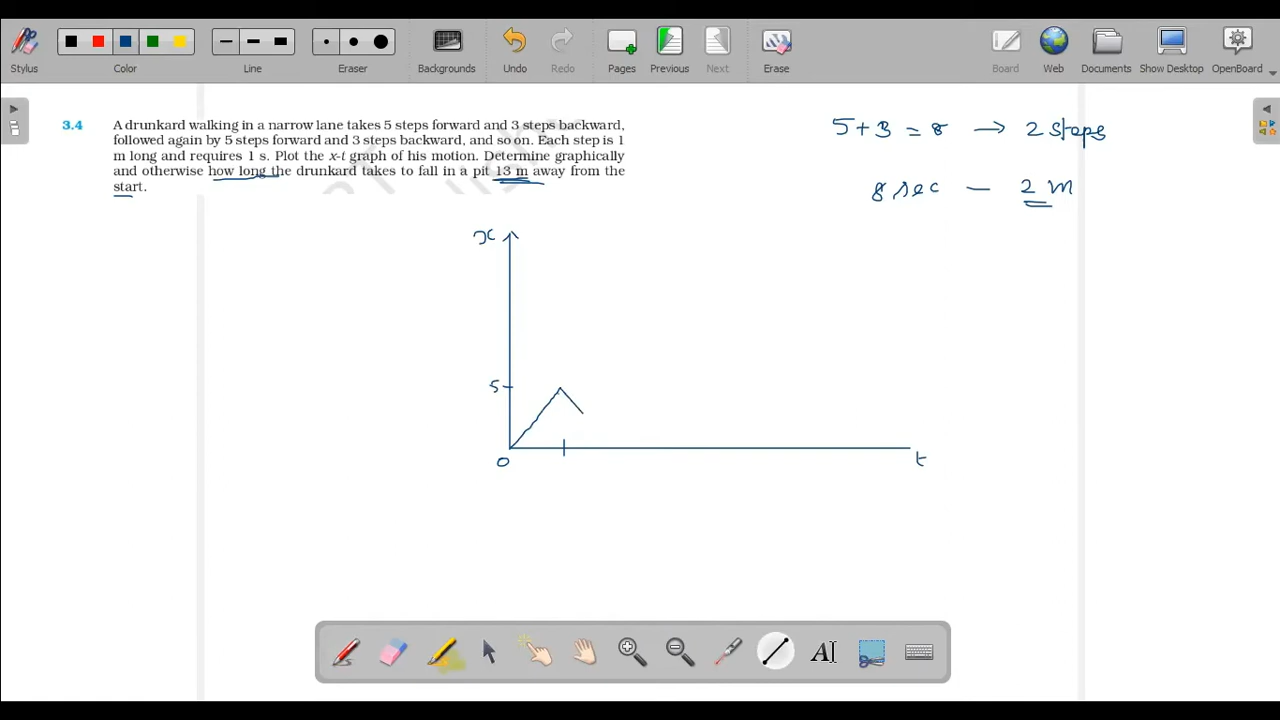 Stylus
Color
Line
Eraser
Backgrounds
Undo
Redo
Pages
Previous
Next
Erase
Board
Web
Documents
Show Desktop
OpenBoard
3.4 A drunkard walking in a narrow lane takes 5 steps forward and 3 steps backward,
followed again by 5 steps forward and 3 steps backward, and so on. Each step is 1
m long and requires 1 s. Plot the x-t graph of his motion. Determine graphically
and otherwise how long the drunkard takes to fall in a pit 13 m away from the
start.
5+3 = 8 → 2 steps
8 sec — 2 m
x
5
0
t
AI